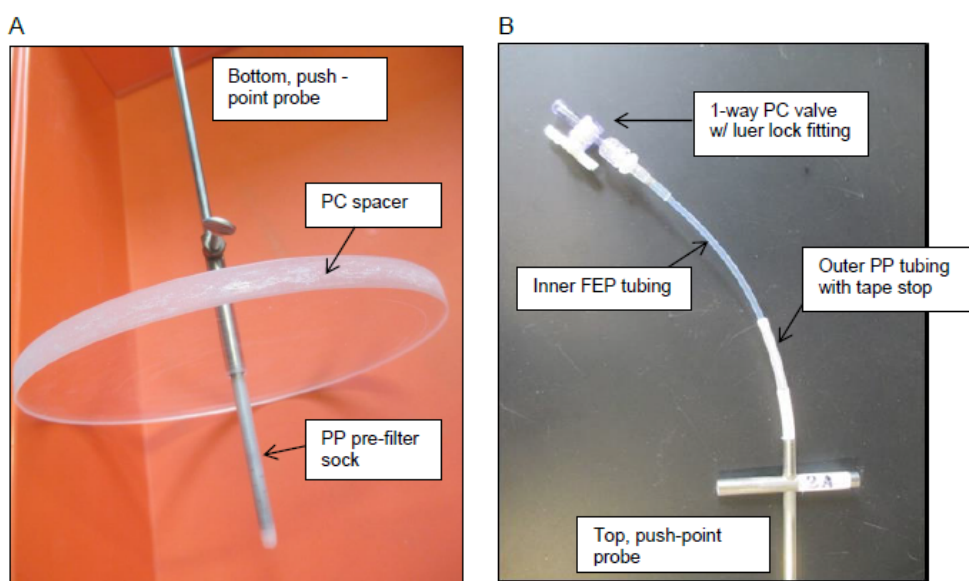 A
Bottom, push -
point probe
PC spacer
PP pre-filter
sock
B
1-way PC valve
w/ luer lock fitting
Inner FEP tubing
Outer PP tubing
with tape stop
2A
Top, push-point
probe